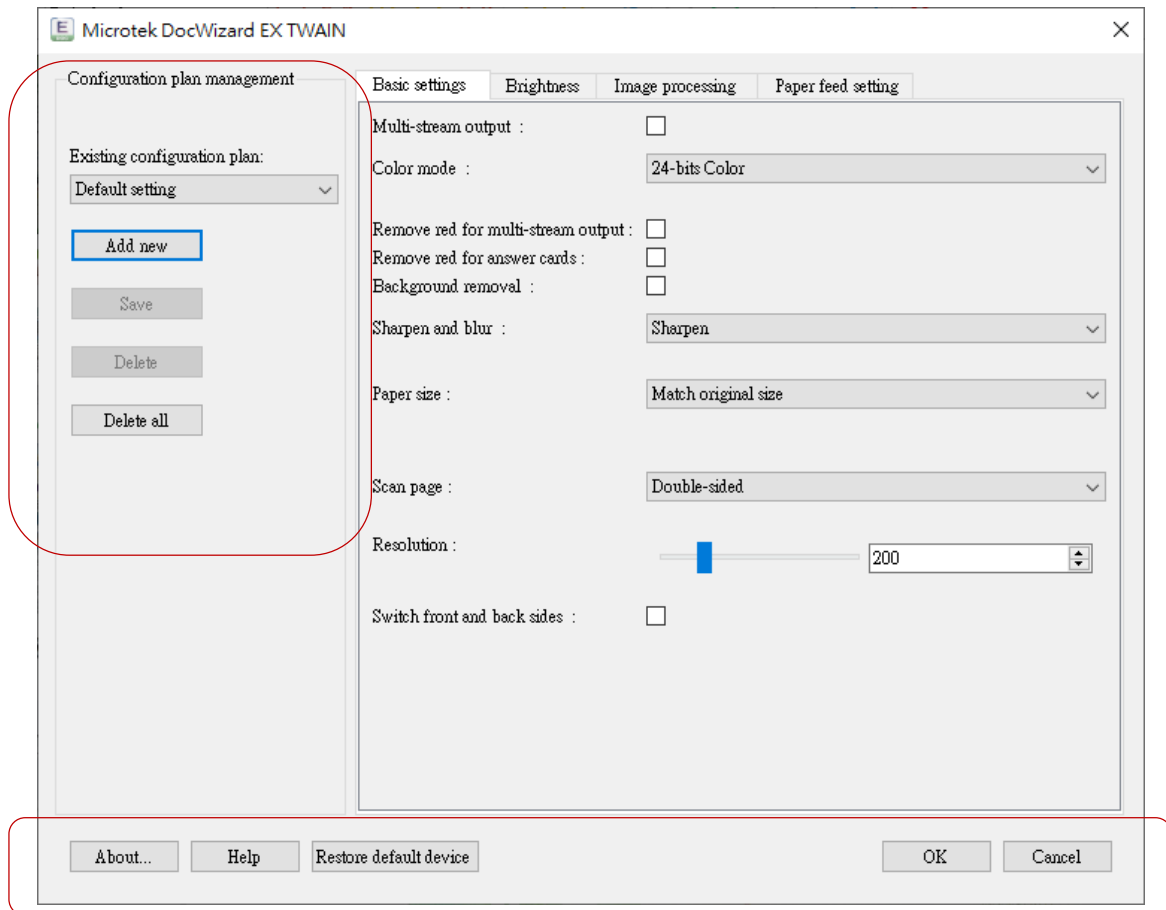 Microtek DocWizard EX TWAIN
Configuration plan management
Existing configuration plan:
Default setting
Add new
Save
Delete
Delete all
Basic settings
Brightness
Image processing
Paper feed setting
Multi-stream output :
Color mode :
24-bits Color
Remove red for multi-stream output :
Remove red for answer cards :
Background removal :
Sharpen and blur :
Sharpen
Paper size :
Match original size
Scan page :
Double-sided
Resolution :
200
Switch front and back sides :
About...
Help
Restore default device
OK
Cancel